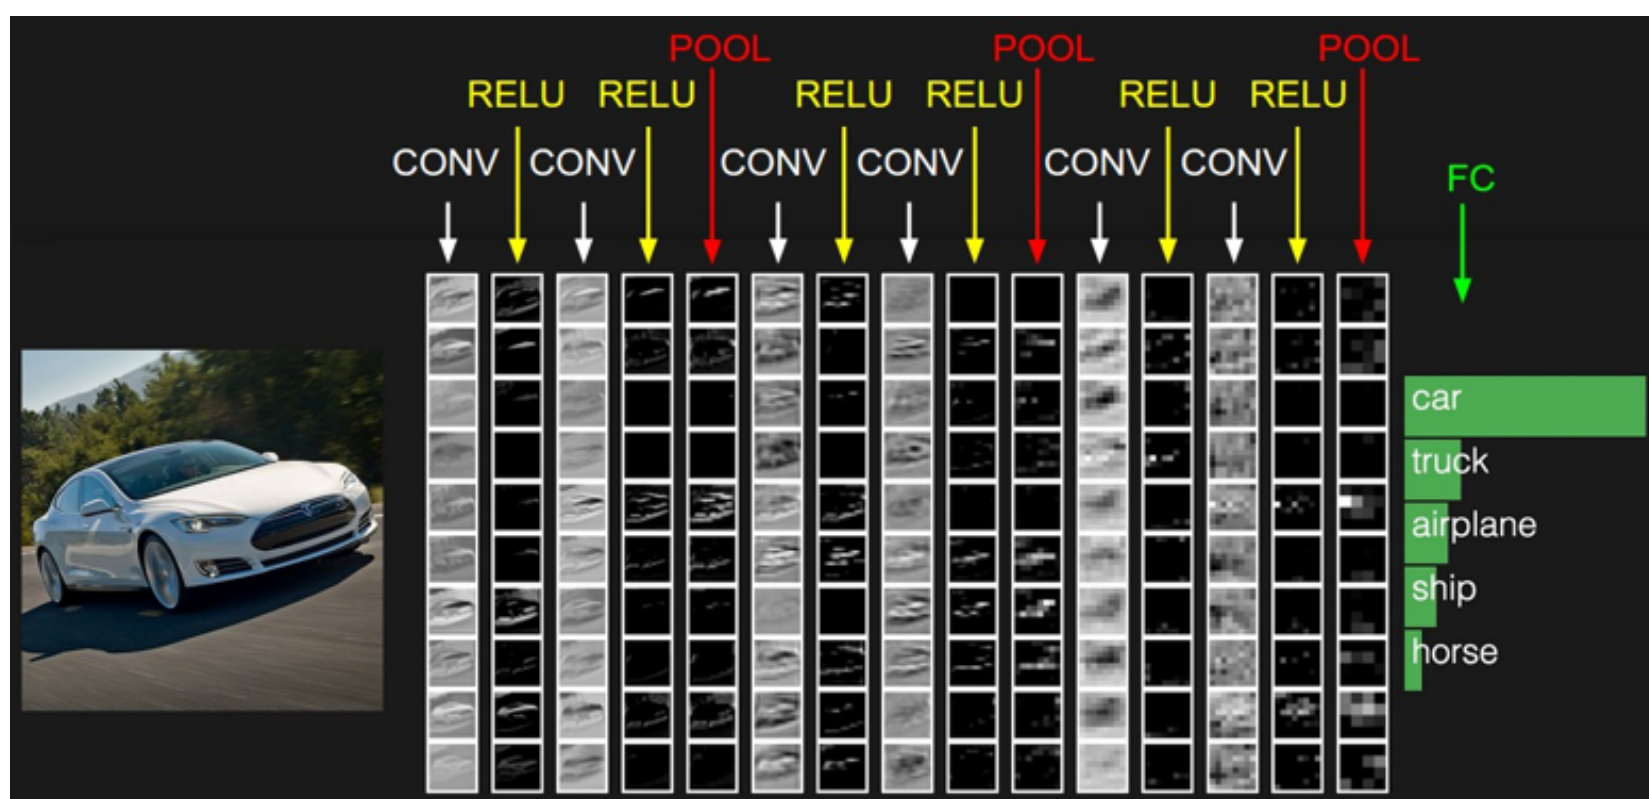 POOL POOL POOL
RELU RELU RELU RELU RELU RELU
CONV CONV CONV CONV CONV CONV
FC
car
truck
airplane
ship
horse